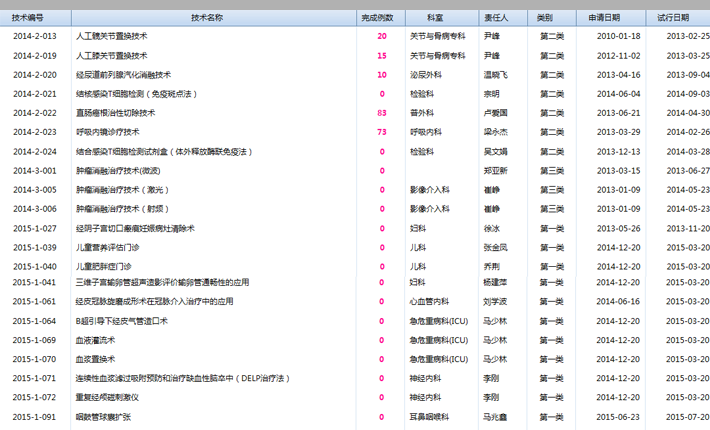 技术编号 技术名称 完成例数 科室 责任人 类别 申请日期 试行日期
2014-2-013 人工髋关节置换技术 20 关节与骨病专科 尹峰 第二类 2010-01-18 2013-02-25
2014-2-019 人工膝关节置换技术 15 关节与骨病专科 尹峰 第二类 2012-11-02 2013-03-25
2014-2-020 经尿道前列腺汽化消融技术 10 泌尿外科 温晓飞 第二类 2013-04-16 2013-09-04
2014-2-021 结核感染T细胞检测（免疫斑点法） 0 检验科 宗明 第二类 2014-06-04 2014-09-03
2014-2-022 直肠癌根治性切除技术 83 普外科 卢爱国 第二类 2013-06-21 2014-04-30
2014-2-023 呼吸内镜诊疗技术 73 呼吸内科 梁永杰 第二类 2013-03-29 2014-02-26
2014-2-024 结合感染T细胞检测试剂盒（体外释放酶联免疫法） 0 检验科 吴文娟 第二类 2013-12-13 2014-03-28
2014-3-001 肿瘤消融治疗技术(微波) 0 郑亚新 第三类 2013-03-15 2013-06-27
2014-3-005 肿瘤消融治疗技术（激光） 0 影像介入科 崔峥 第三类 2013-01-09 2014-05-23
2014-3-006 肿瘤消融治疗技术（射频） 0 影像介入科 崔峥 第三类 2013-01-09 2014-05-23
2015-1-027 经阴子宫切口瘢痕妊娠病灶清除术 0 妇科 徐冰 第一类 2013-05-26 2013-11-20
2015-1-039 儿童营养评估门诊 0 儿科 张金凤 第一类 2014-12-20 2015-03-20
2015-1-040 儿童肥胖症门诊 0 儿科 乔荆 第一类 2014-12-20 2015-03-20
2015-1-041 三维子宫输卵管超声造影评价输卵管通畅性的应用 0 妇科 杨建萍 第一类 2014-12-20 2015-03-20
2015-1-061 经皮冠脉旋磨成形术在冠脉介入治疗中的应用 0 心血管内科 刘学波 第一类 2014-06-16 2015-03-20
2015-1-064 B超引导下经皮气管造口术 0 急危重病科(ICU) 马少林 第一类 2014-12-20 2015-03-20
2015-1-069 血液灌流术 0 急危重病科(ICU) 马少林 第一类 2014-12-20 2015-03-20
2015-1-070 血浆置换术 0 急危重病科(ICU) 马少林 第一类 2014-12-20 2015-03-20
2015-1-071 连续性血浆滤过吸附预防和治疗缺血性脑卒中（DELP治疗法） 0 神经内科 李刚 第一类 2014-12-20 2015-03-20
2015-1-072 重复经颅磁刺激仪 0 神经内科 李刚 第一类 2014-12-20 2015-03-20
2015-1-091 咽鼓管球囊扩张 0 耳鼻咽喉科 马兆鑫 第一类 2015-06-23 2015-07-20